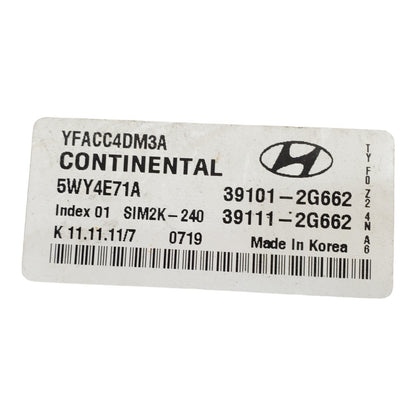 YFACC4DM3A
CONTINENTAL
5WY4E71A 39101-2G662
Index 01 SIM2K-240 39111-2G662
K 11.11.11/7 0719 Made in Korea
TY F0 Z2 4N A6